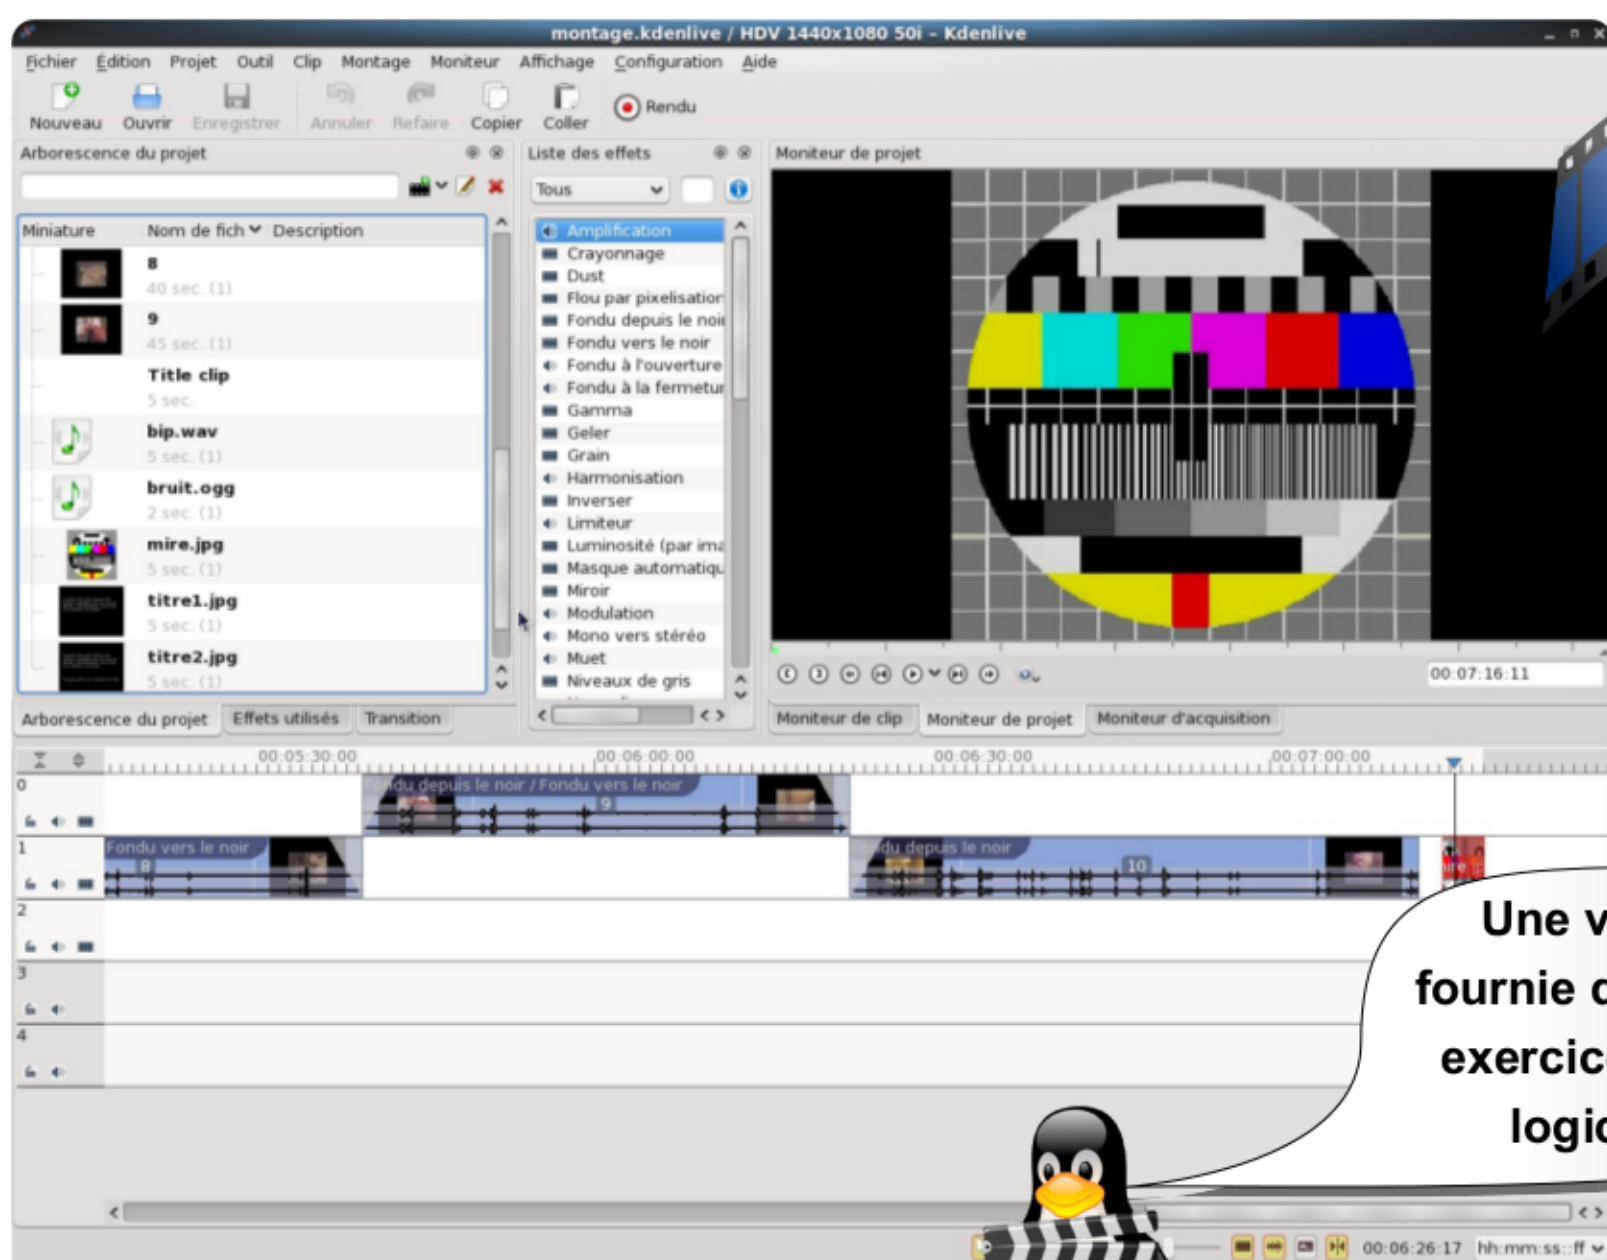 montage.kdenlive / HDV 1440x1080 50i – Kdenlive
Fichier Édition Projet Outil Clip Montage Moniteur Affichage Configuration Aide
Nouveau Ouvrir Enregistrer Annuler Refaire Copier Coller Rendu
Arborescence du projet
Liste des effets
Moniteur de projet
Tous
Miniature Nom de fich Description
8
40 sec. (1)
9
45 sec. (1)
Title clip
5 sec.
bip.wav
5 sec. (1)
bruit.ogg
2 sec. (1)
mire.jpg
5 sec. (1)
titre1.jpg
5 sec. (1)
titre2.jpg
5 sec. (1)
Amplification
Crayonnage
Dust
Flou par pixelisation
Fondu depuis le noi
Fondu vers le noir
Fondu à l'ouverture
Fondu à la fermetur
Gamma
Geler
Grain
Harmonisation
Inverser
Limiteur
Luminosité (par ima
Masque automatiqu
Miroir
Modulation
Mono vers stéréo
Muet
Niveaux de gris
00:07:16:11
Arborescence du projet Effets utilisés Transition
Moniteur de clip Moniteur de projet Moniteur d'acquisition
00:05:30:00 00:06:00:00 00:06:30:00 00:07:00:00
0
Fondu depuis le noir / Fondu vers le noir
9
1
Fondu vers le noir
8
Fondu depuis le noir
10
2
3
4
Une v
fournie d
exercic
logic
00:06:26:17 hh:mm:ss::ff